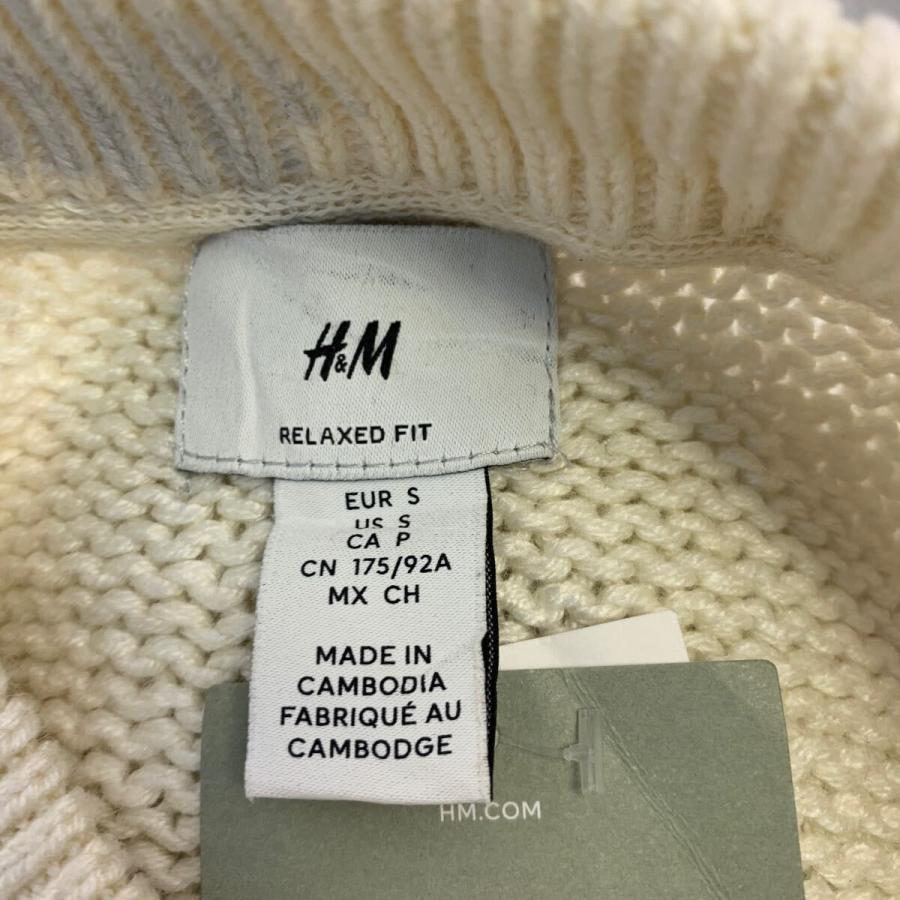 H&M
RELAXED FIT
EUR S
US S
CA P
CN 175/92A
MX CH
MADE IN
CAMBODIA
FABRIQUÉ AU
CAMBODGE
HM.COM